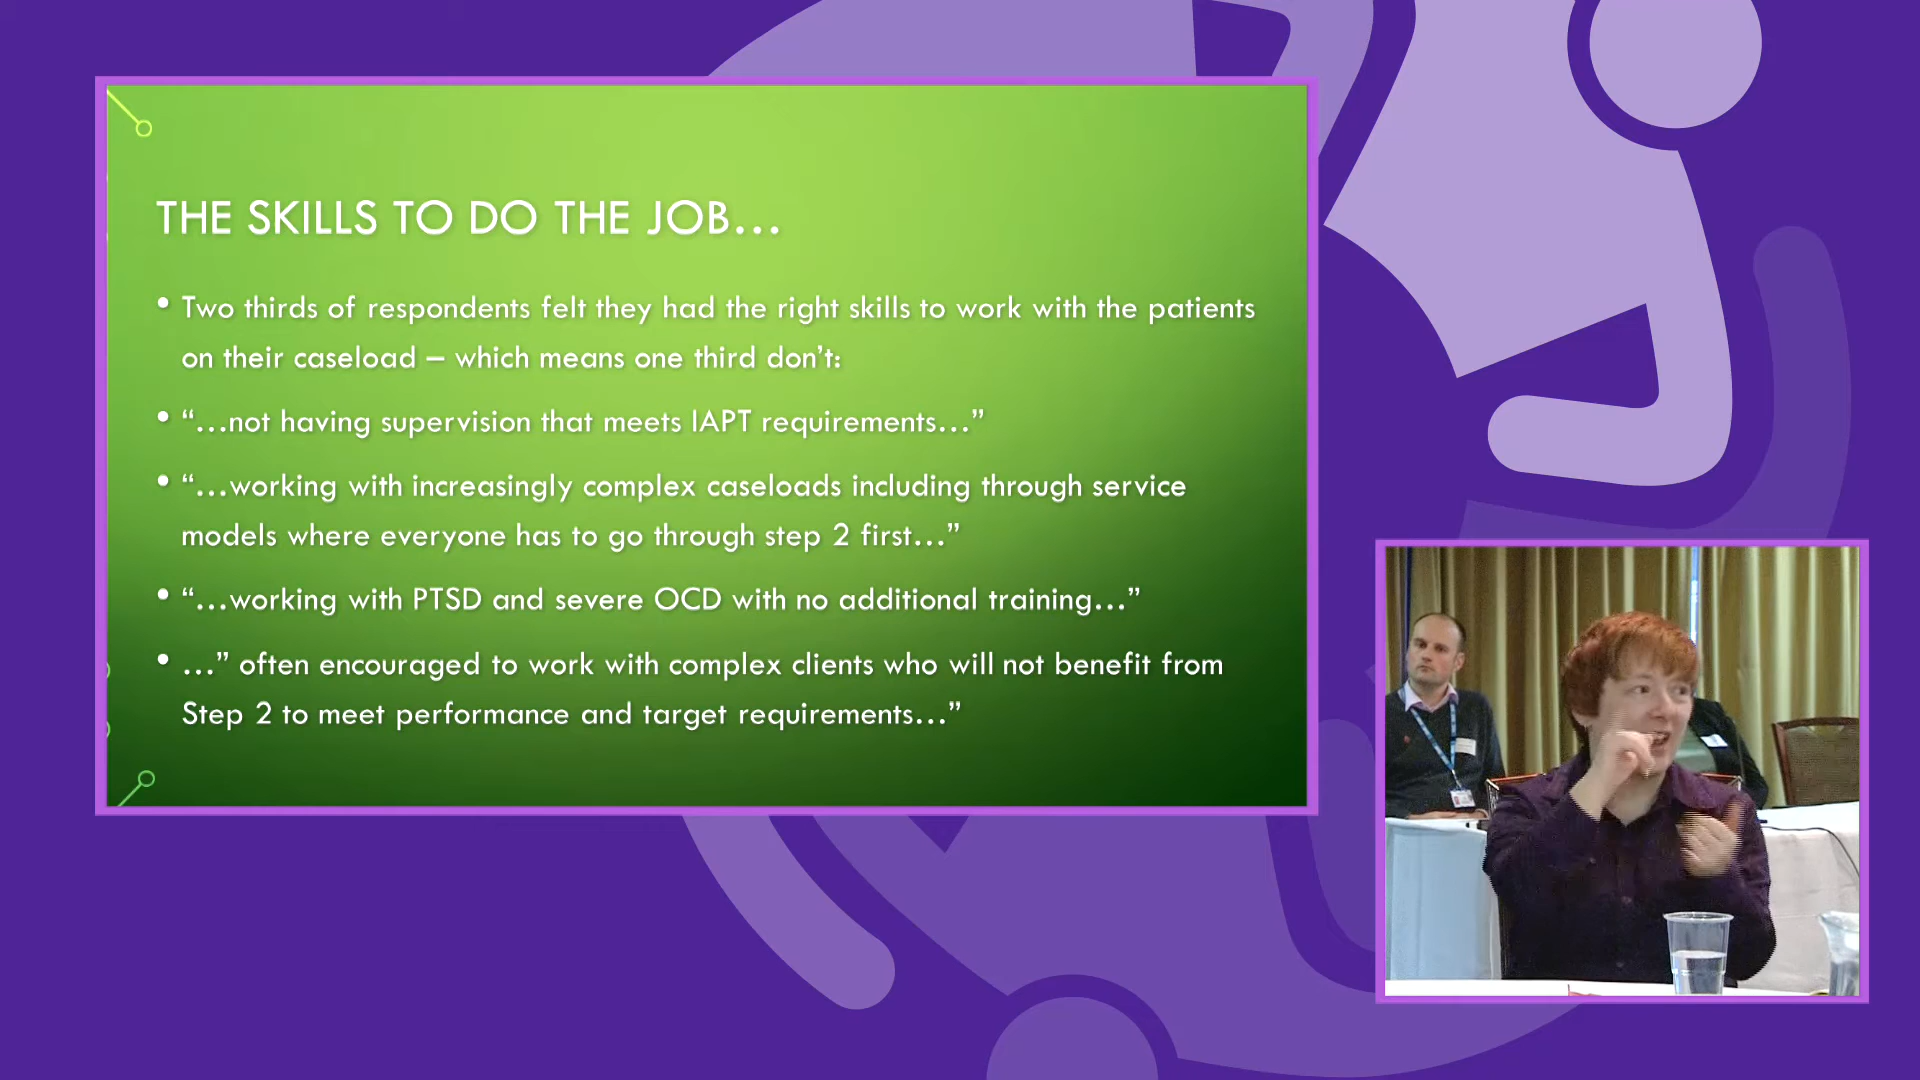 THE SKILLS TO DO THE JOB…
• Two thirds of respondents felt they had the right skills to work with the patients
on their caseload – which means one third don’t:
• “…not having supervision that meets IAPT requirements…”
• “…working with increasingly complex caseloads including through service
models where everyone has to go through step 2 first…”
• “…working with PTSD and severe OCD with no additional training…”
• …” often encouraged to work with complex clients who will not benefit from
Step 2 to meet performance and target requirements…”